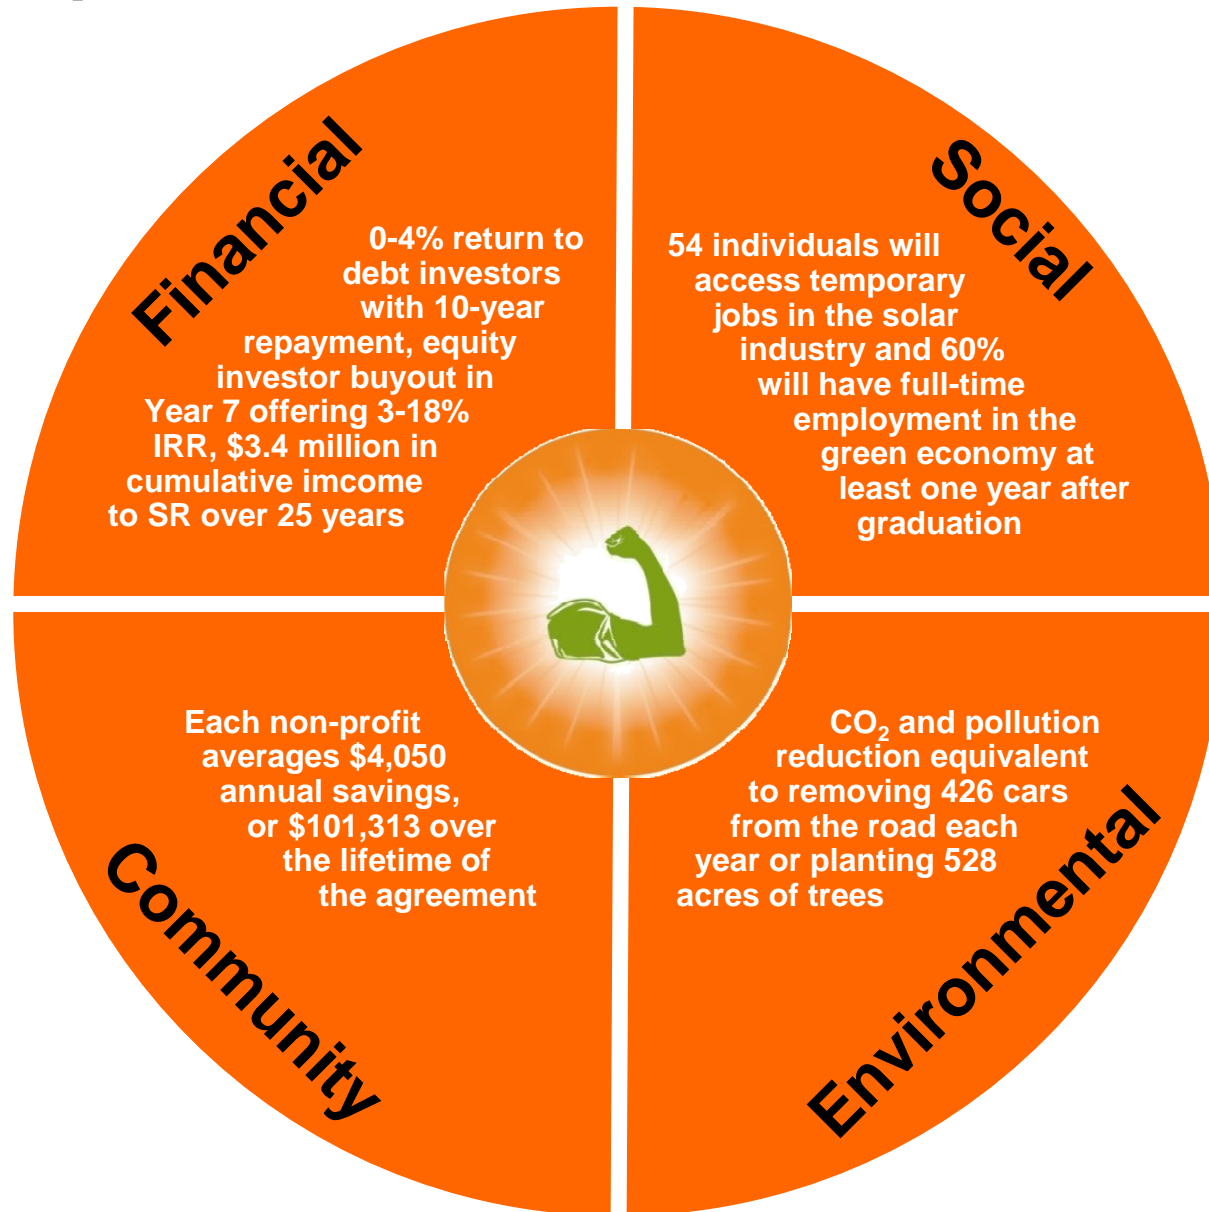 Financial
0-4% return to
debt investors
with 10-year
repayment, equity
investor buyout in
Year 7 offering 3-18%
IRR, $3.4 million in
cumulative imcome
to SR over 25 years
Social
54 individuals will
access temporary
jobs in the solar
industry and 60%
will have full-time
employment in the
green economy at
least one year after
graduation
Community
Each non-profit
averages $4,050
annual savings,
or $101,313 over
the lifetime of
the agreement
Environmental
CO₂ and pollution
reduction equivalent
to removing 426 cars
from the road each
year or planting 528
acres of trees